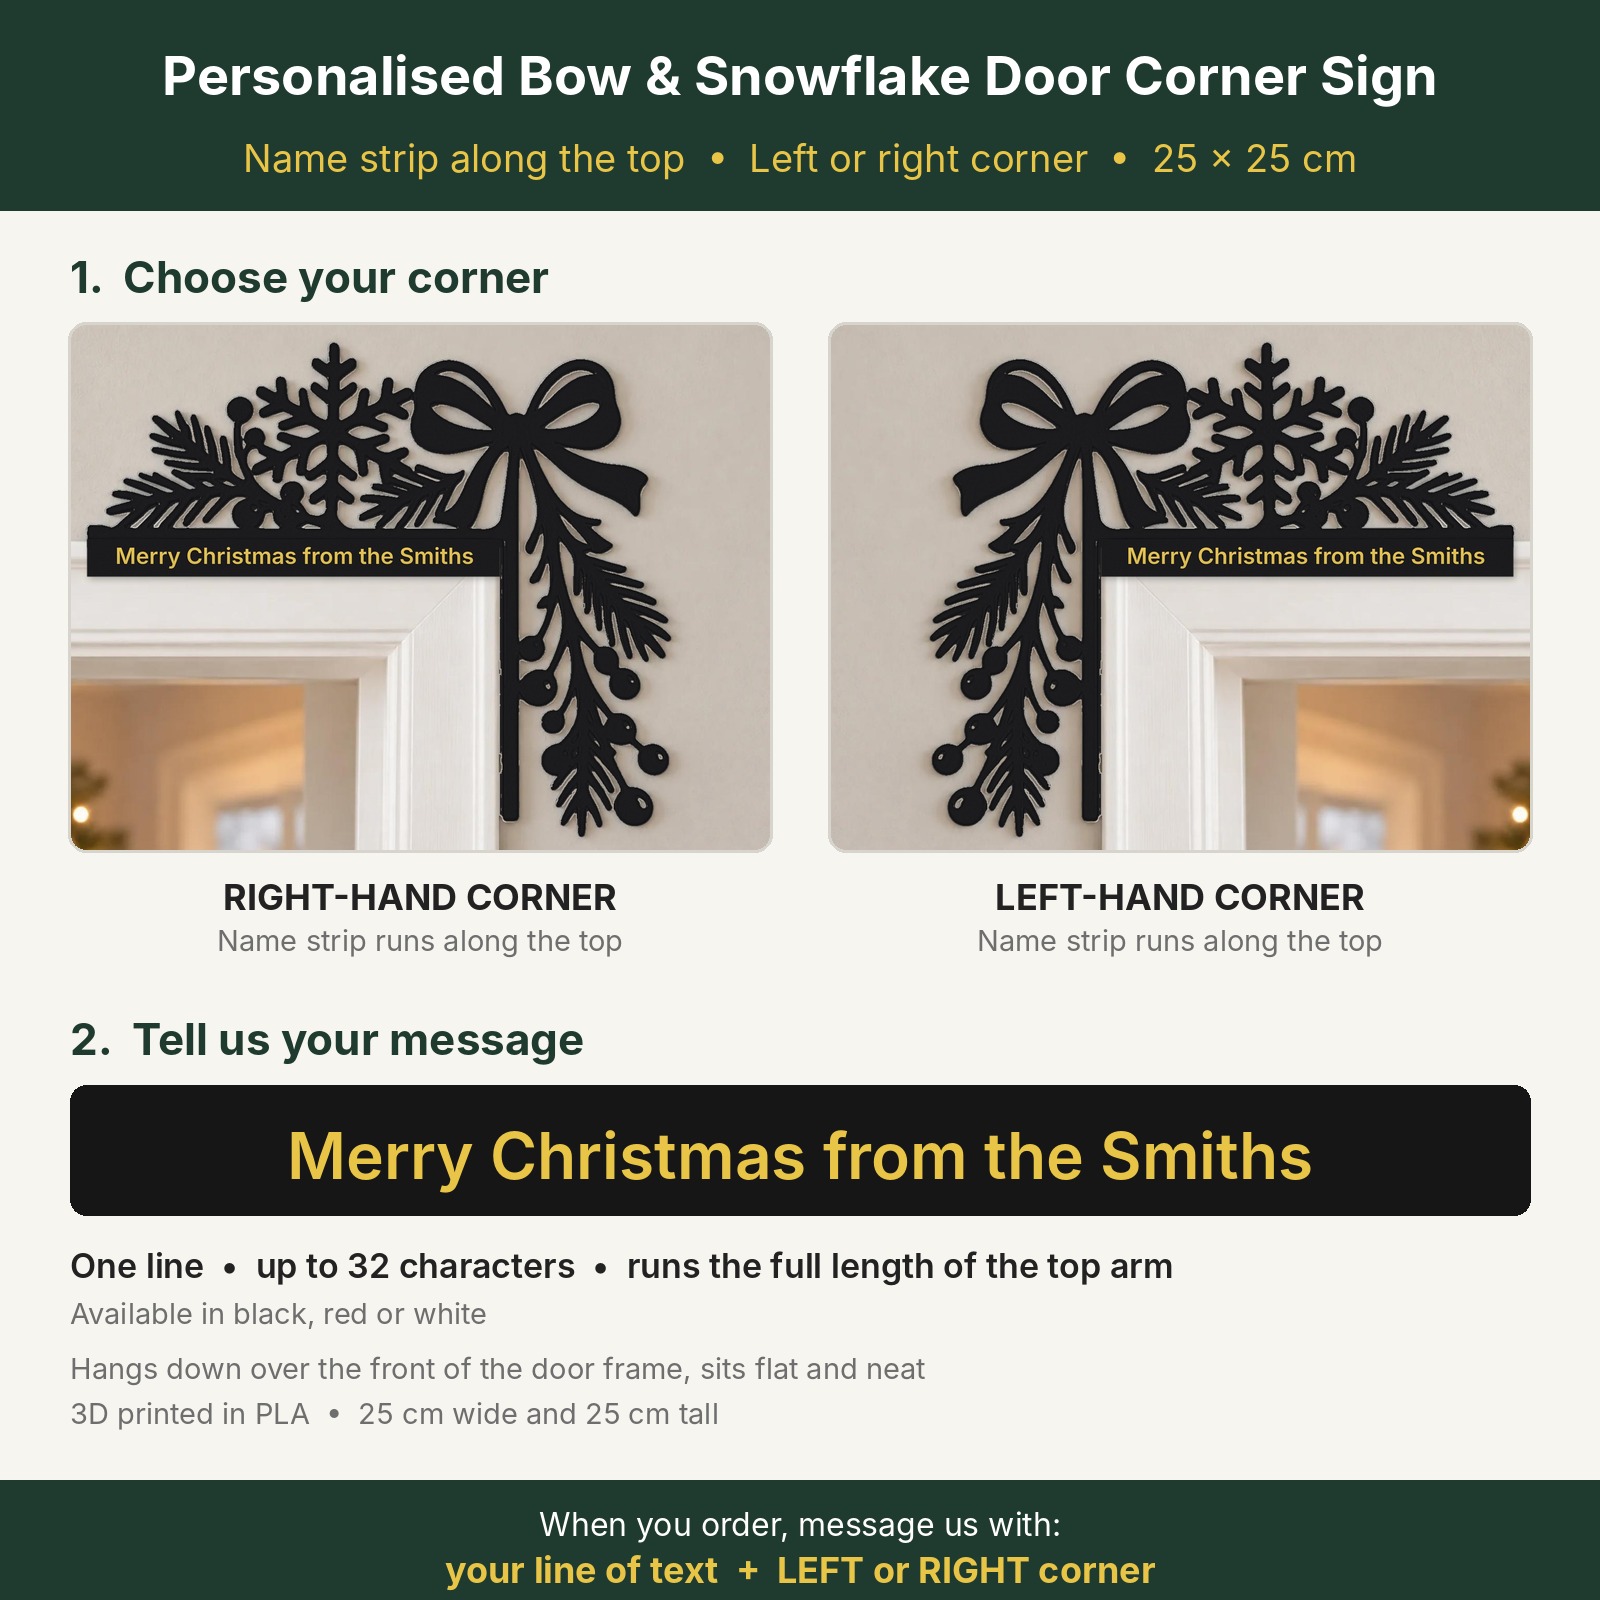 Personalised Bow & Snowflake Door Corner Sign
Name strip along the top • Left or right corner • 25 × 25 cm
1. Choose your corner
Merry Christmas from the Smiths
Merry Christmas from the Smiths
RIGHT-HAND CORNER
Name strip runs along the top
LEFT-HAND CORNER
Name strip runs along the top
2. Tell us your message
Merry Christmas from the Smiths
One line • up to 32 characters • runs the full length of the top arm
Available in black, red or white
Hangs down over the front of the door frame, sits flat and neat
3D printed in PLA • 25 cm wide and 25 cm tall
When you order, message us with:
your line of text + LEFT or RIGHT corner